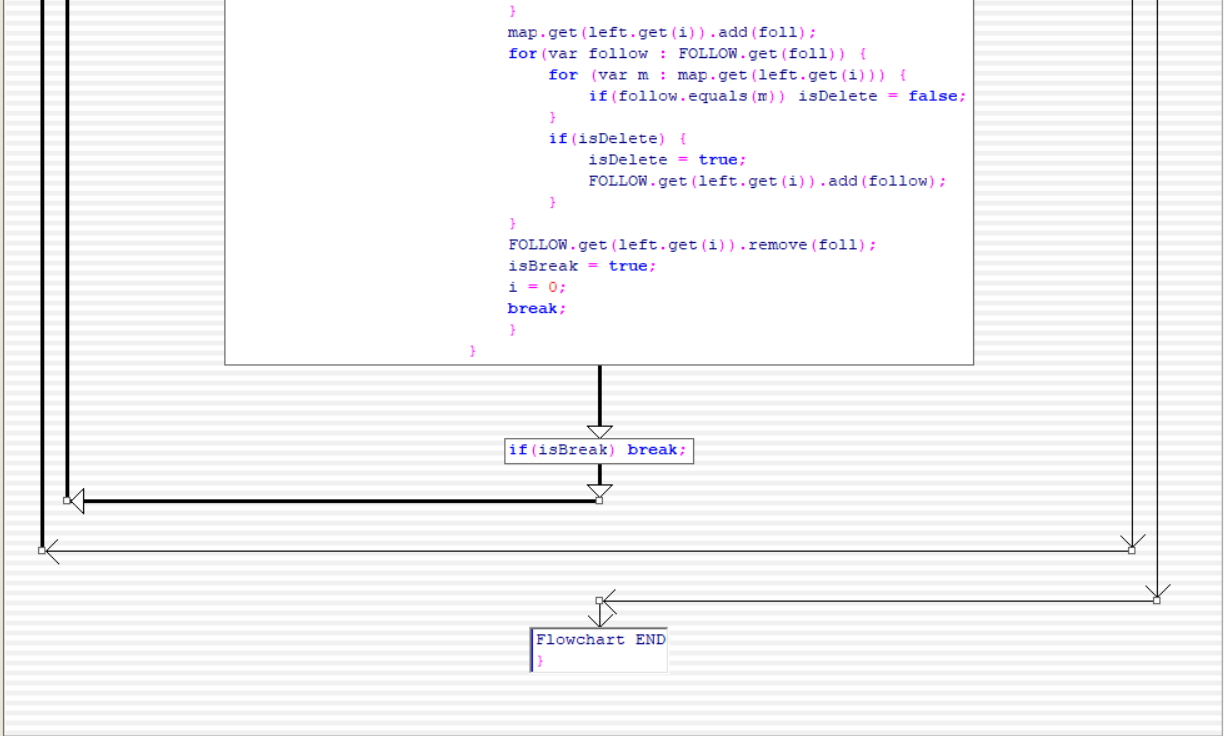 }
map.get(left.get(i)).add(foll);
for(var follow : FOLLOW.get(foll)) {
for (var m : map.get(left.get(i))) {
if(follow.equals(m)) isDelete = false;
}
if(isDelete) {
isDelete = true;
FOLLOW.get(left.get(i)).add(follow);
}
}
FOLLOW.get(left.get(i)).remove(foll);
isBreak = true;
i = 0;
break;
}
}
if(isBreak) break;
Flowchart END
}